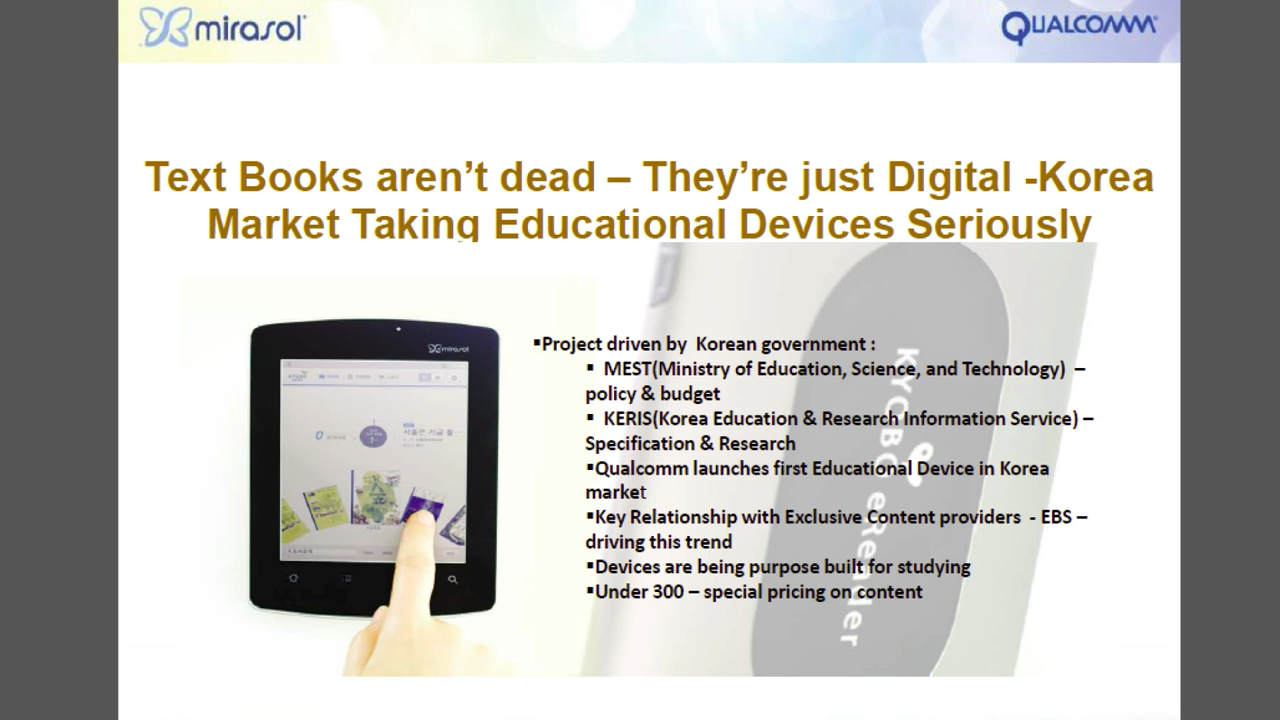 mirasol
QUALCOMM
Text Books aren’t dead – They’re just Digital -Korea
Market Taking Educational Devices Seriously
▪Project driven by Korean government :
▪ MEST(Ministry of Education, Science, and Technology) –
policy & budget
▪ KERIS(Korea Education & Research Information Service) –
Specification & Research
▪Qualcomm launches first Educational Device in Korea
market
▪Key Relationship with Exclusive Content providers - EBS –
driving this trend
▪Devices are being purpose built for studying
▪Under 300 – special pricing on content
mirasol
KYOBO eReader